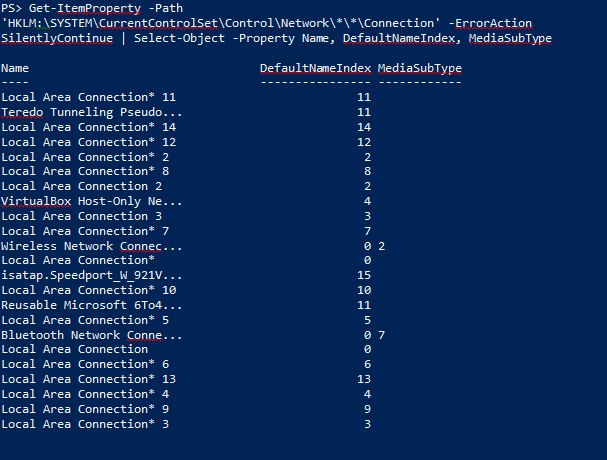 PS> Get-ItemProperty -Path
'HKLM:\SYSTEM\CurrentControlSet\Control\Network\*\*\Connection' -ErrorAction
SilentlyContinue | Select-Object -Property Name, DefaultNameIndex, MediaSubType
Name DefaultNameIndex MediaSubType
---- ---------------- ------------
Local Area Connection* 11 11
Teredo Tunneling Pseudo... 11
Local Area Connection* 14 14
Local Area Connection* 12 12
Local Area Connection* 2 2
Local Area Connection* 8 8
Local Area Connection 2 2
VirtualBox Host-Only Ne... 4
Local Area Connection 3 3
Local Area Connection* 7 7
Wireless Network Connec... 0 2
Local Area Connection* 0
isatap.Speedport_W_921V... 15
Local Area Connection* 10 10
Reusable Microsoft 6To4... 11
Local Area Connection* 5 5
Bluetooth Network Conne... 0 7
Local Area Connection 0
Local Area Connection* 6 6
Local Area Connection* 13 13
Local Area Connection* 4 4
Local Area Connection* 9 9
Local Area Connection* 3 3